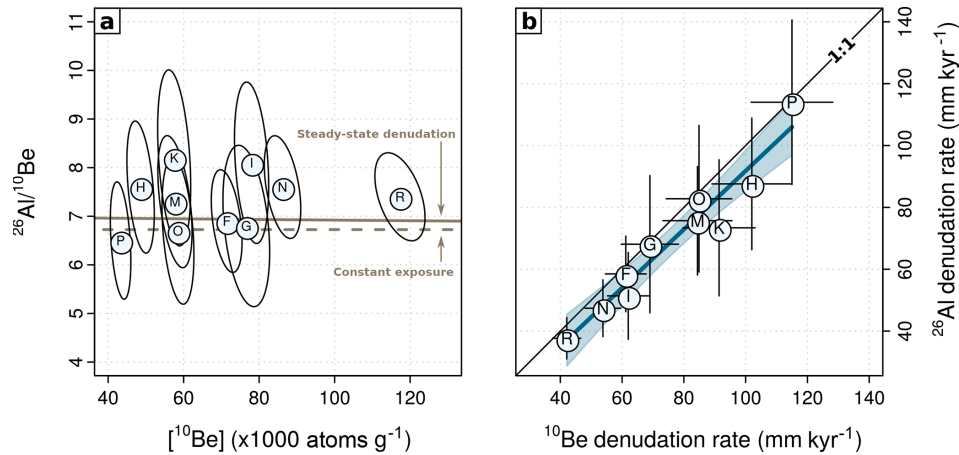 a
11
10
9
8
7
6
5
4
²⁶Al/¹⁰Be
Steady-state denudation
Constant exposure
K
H
M
O
P
I
N
F
G
R
40
60
80
100
120
[¹⁰Be] (x1000 atoms g⁻¹)
b
1:1
P
H
O
M
K
G
F
I
N
R
140
120
100
80
60
40
²⁶Al denudation rate (mm kyr⁻¹)
40
60
80
100
120
140
¹⁰Be denudation rate (mm kyr⁻¹)